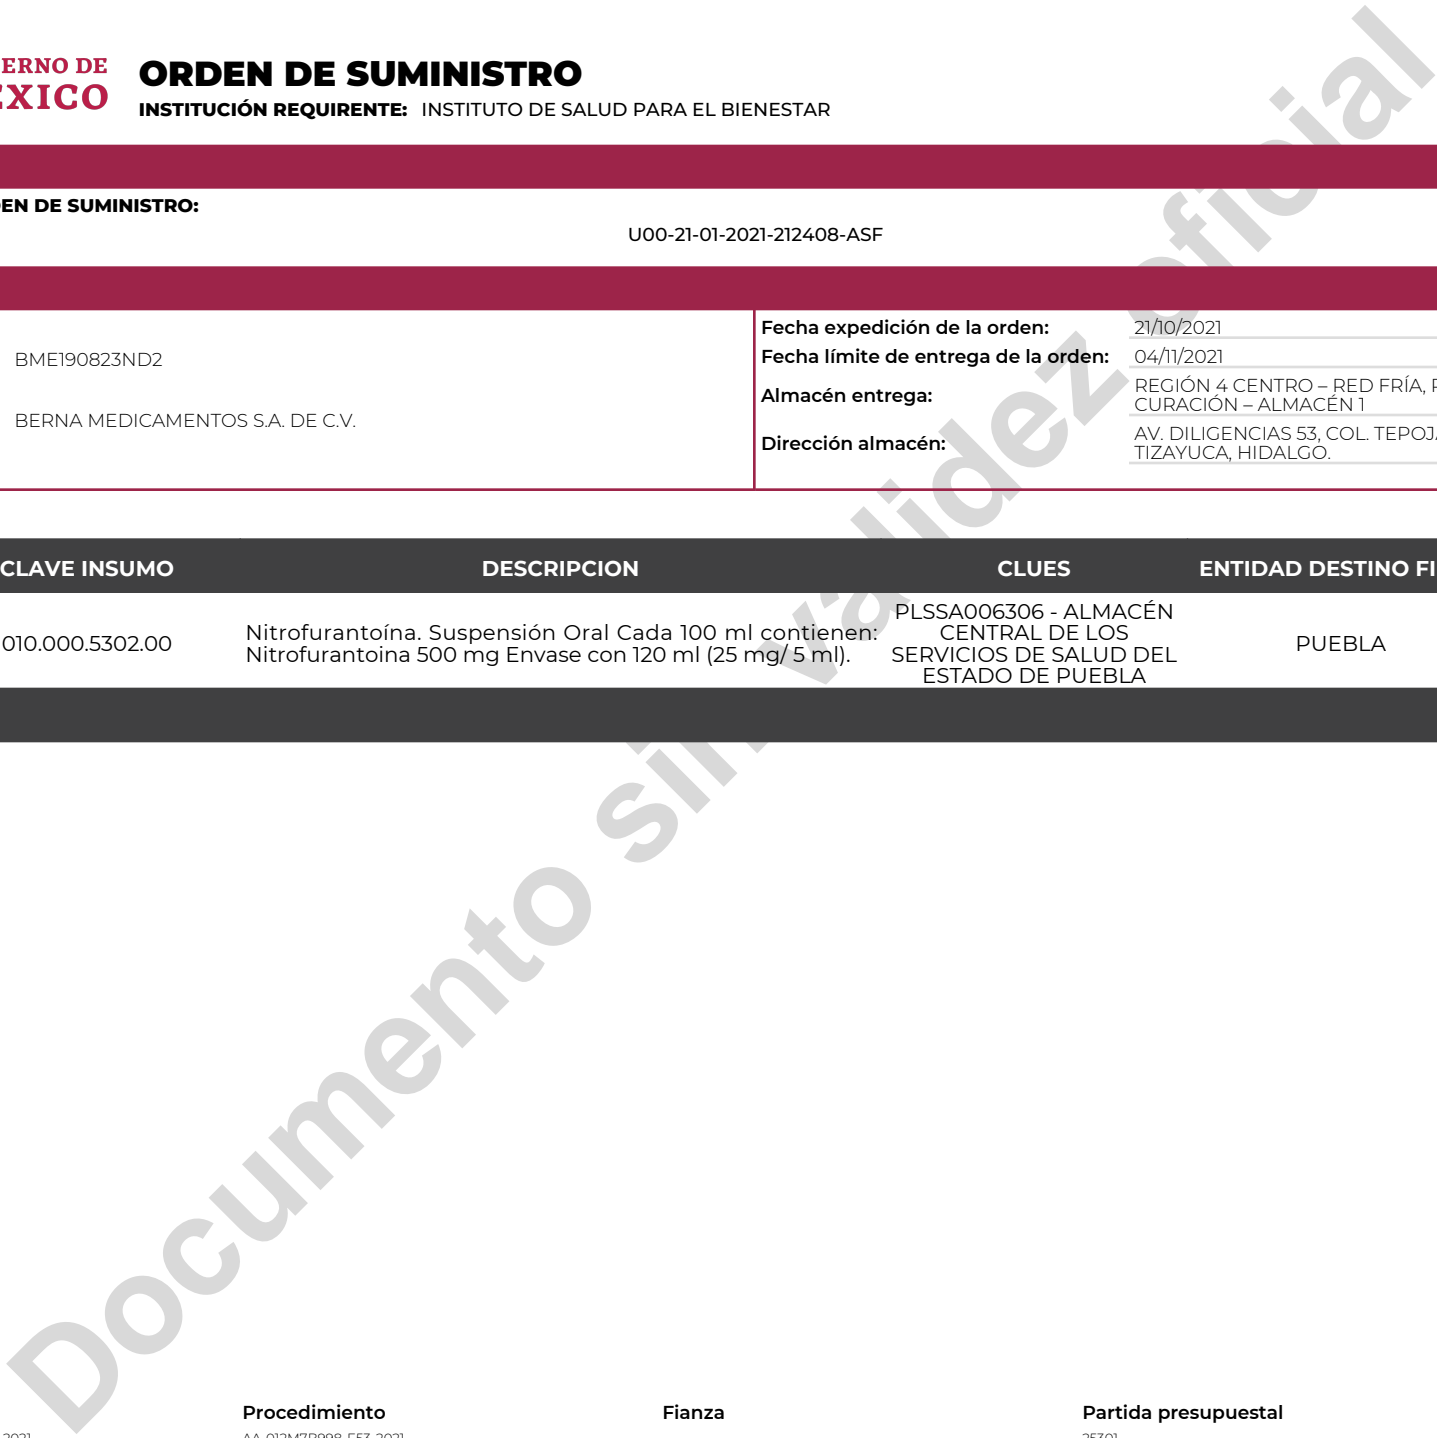 ERNO DE
EXICO
ORDEN DE SUMINISTRO
INSTITUCIÓN REQUIRENTE: INSTITUTO DE SALUD PARA EL BIENESTAR
EN DE SUMINISTRO:
U00-21-01-2021-212408-ASF
BME190823ND2
BERNA MEDICAMENTOS S.A. DE C.V.
Fecha expedición de la orden: 21/10/2021
Fecha límite de entrega de la orden: 04/11/2021
Almacén entrega: REGIÓN 4 CENTRO – RED FRÍA,
CURACIÓN – ALMACÉN 1
Dirección almacén: AV. DILIGENCIAS 53, COL. TEPOJA
TIZAYUCA, HIDALGO.
CLAVE INSUMO DESCRIPCION CLUES ENTIDAD DESTINO FI
010.000.5302.00
Nitrofurantoína. Suspensión Oral Cada 100 ml contienen:
Nitrofurantoina 500 mg Envase con 120 ml (25 mg/ 5 ml).
PLSSA006306 - ALMACÉN
CENTRAL DE LOS
SERVICIOS DE SALUD DEL
ESTADO DE PUEBLA
PUEBLA
Documento sin validez oficial
Procedimiento Fianza Partida presupuestal